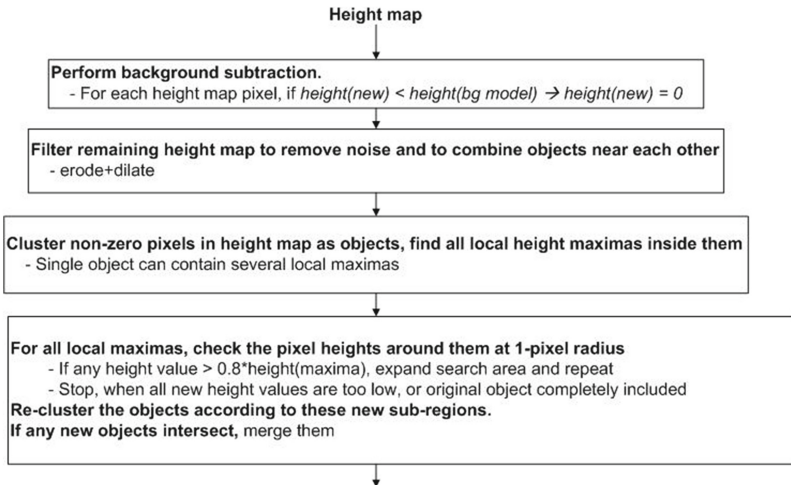 Height map
Perform background subtraction.
- For each height map pixel, if height(new) < height(bg model) → height(new) = 0
Filter remaining height map to remove noise and to combine objects near each other
- erode+dilate
Cluster non-zero pixels in height map as objects, find all local height maximas inside them
- Single object can contain several local maximas
For all local maximas, check the pixel heights around them at 1-pixel radius
- If any height value > 0.8*height(maxima), expand search area and repeat
- Stop, when all new height values are too low, or original object completely included
Re-cluster the objects according to these new sub-regions.
If any new objects intersect, merge them